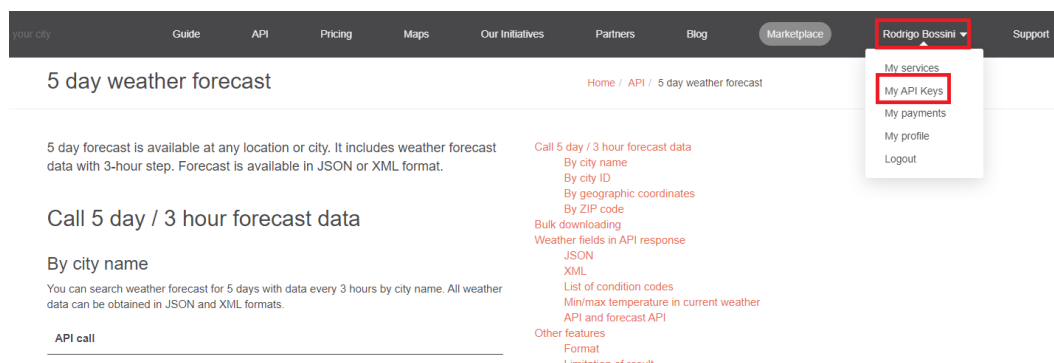 your city Guide API Pricing Maps Our Initiatives Partners Blog Marketplace Rodrigo Bossini Support
My services
My API Keys
My payments
My profile
Logout
5 day weather forecast
Home / API / 5 day weather forecast
5 day forecast is available at any location or city. It includes weather forecast
data with 3-hour step. Forecast is available in JSON or XML format.
Call 5 day / 3 hour forecast data
By city name
You can search weather forecast for 5 days with data every 3 hours by city name. All weather
data can be obtained in JSON and XML formats.
API call
Call 5 day / 3 hour forecast data
By city name
By city ID
By geographic coordinates
By ZIP code
Bulk downloading
Weather fields in API response
JSON
XML
List of condition codes
Min/max temperature in current weather
API and forecast API
Other features
Format
Limitation of result